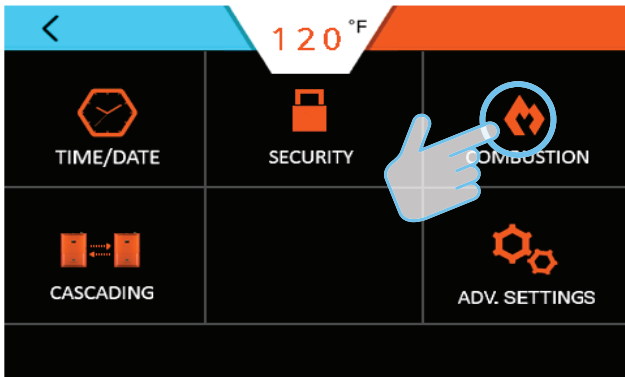 120°F
TIME/DATE
SECURITY
COMBUSTION
CASCADING
ADV. SETTINGS